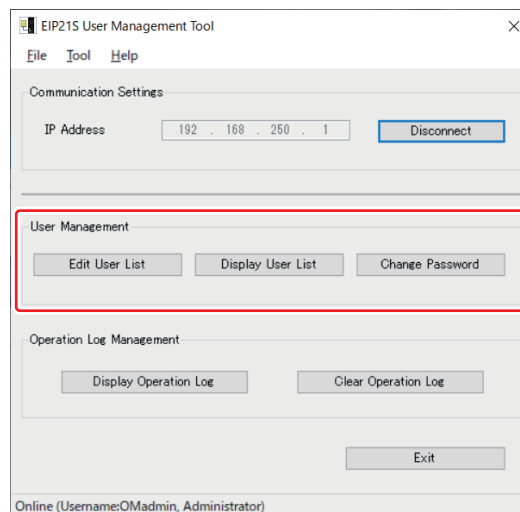 EIP21S User Management Tool
File Tool Help
Communication Settings
IP Address 192 . 168 . 250 . 1 Disconnect
User Management
Edit User List Display User List Change Password
Operation Log Management
Display Operation Log Clear Operation Log
Exit
Online (Username:OMadmin, Administrator)